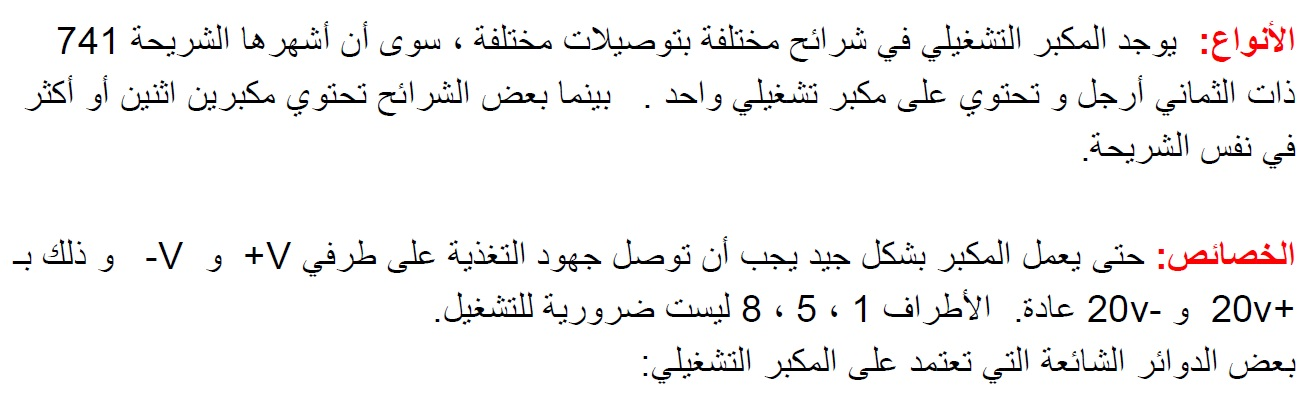 الأنواع: يوجد المكبر التشغيلي في شرائح مختلفة بتوصيلات مختلفة ، سوى أن أشهرها الشريحة 741
ذات الثماني أرجل و تحتوي على مكبر تشغيلي واحد . بينما بعض الشرائح تحتوي مكبرين اثنين أو أكثر
في نفس الشريحة.
الخصائص: حتى يعمل المكبر بشكل جيد يجب أن توصل جهود التغذية على طرفي V+ و V- و ذلك بـ
+20v و -20v عادة. الأطراف 1 ، 5 ، 8 ليست ضرورية للتشغيل.
بعض الدوائر الشائعة التي تعتمد على المكبر التشغيلي: